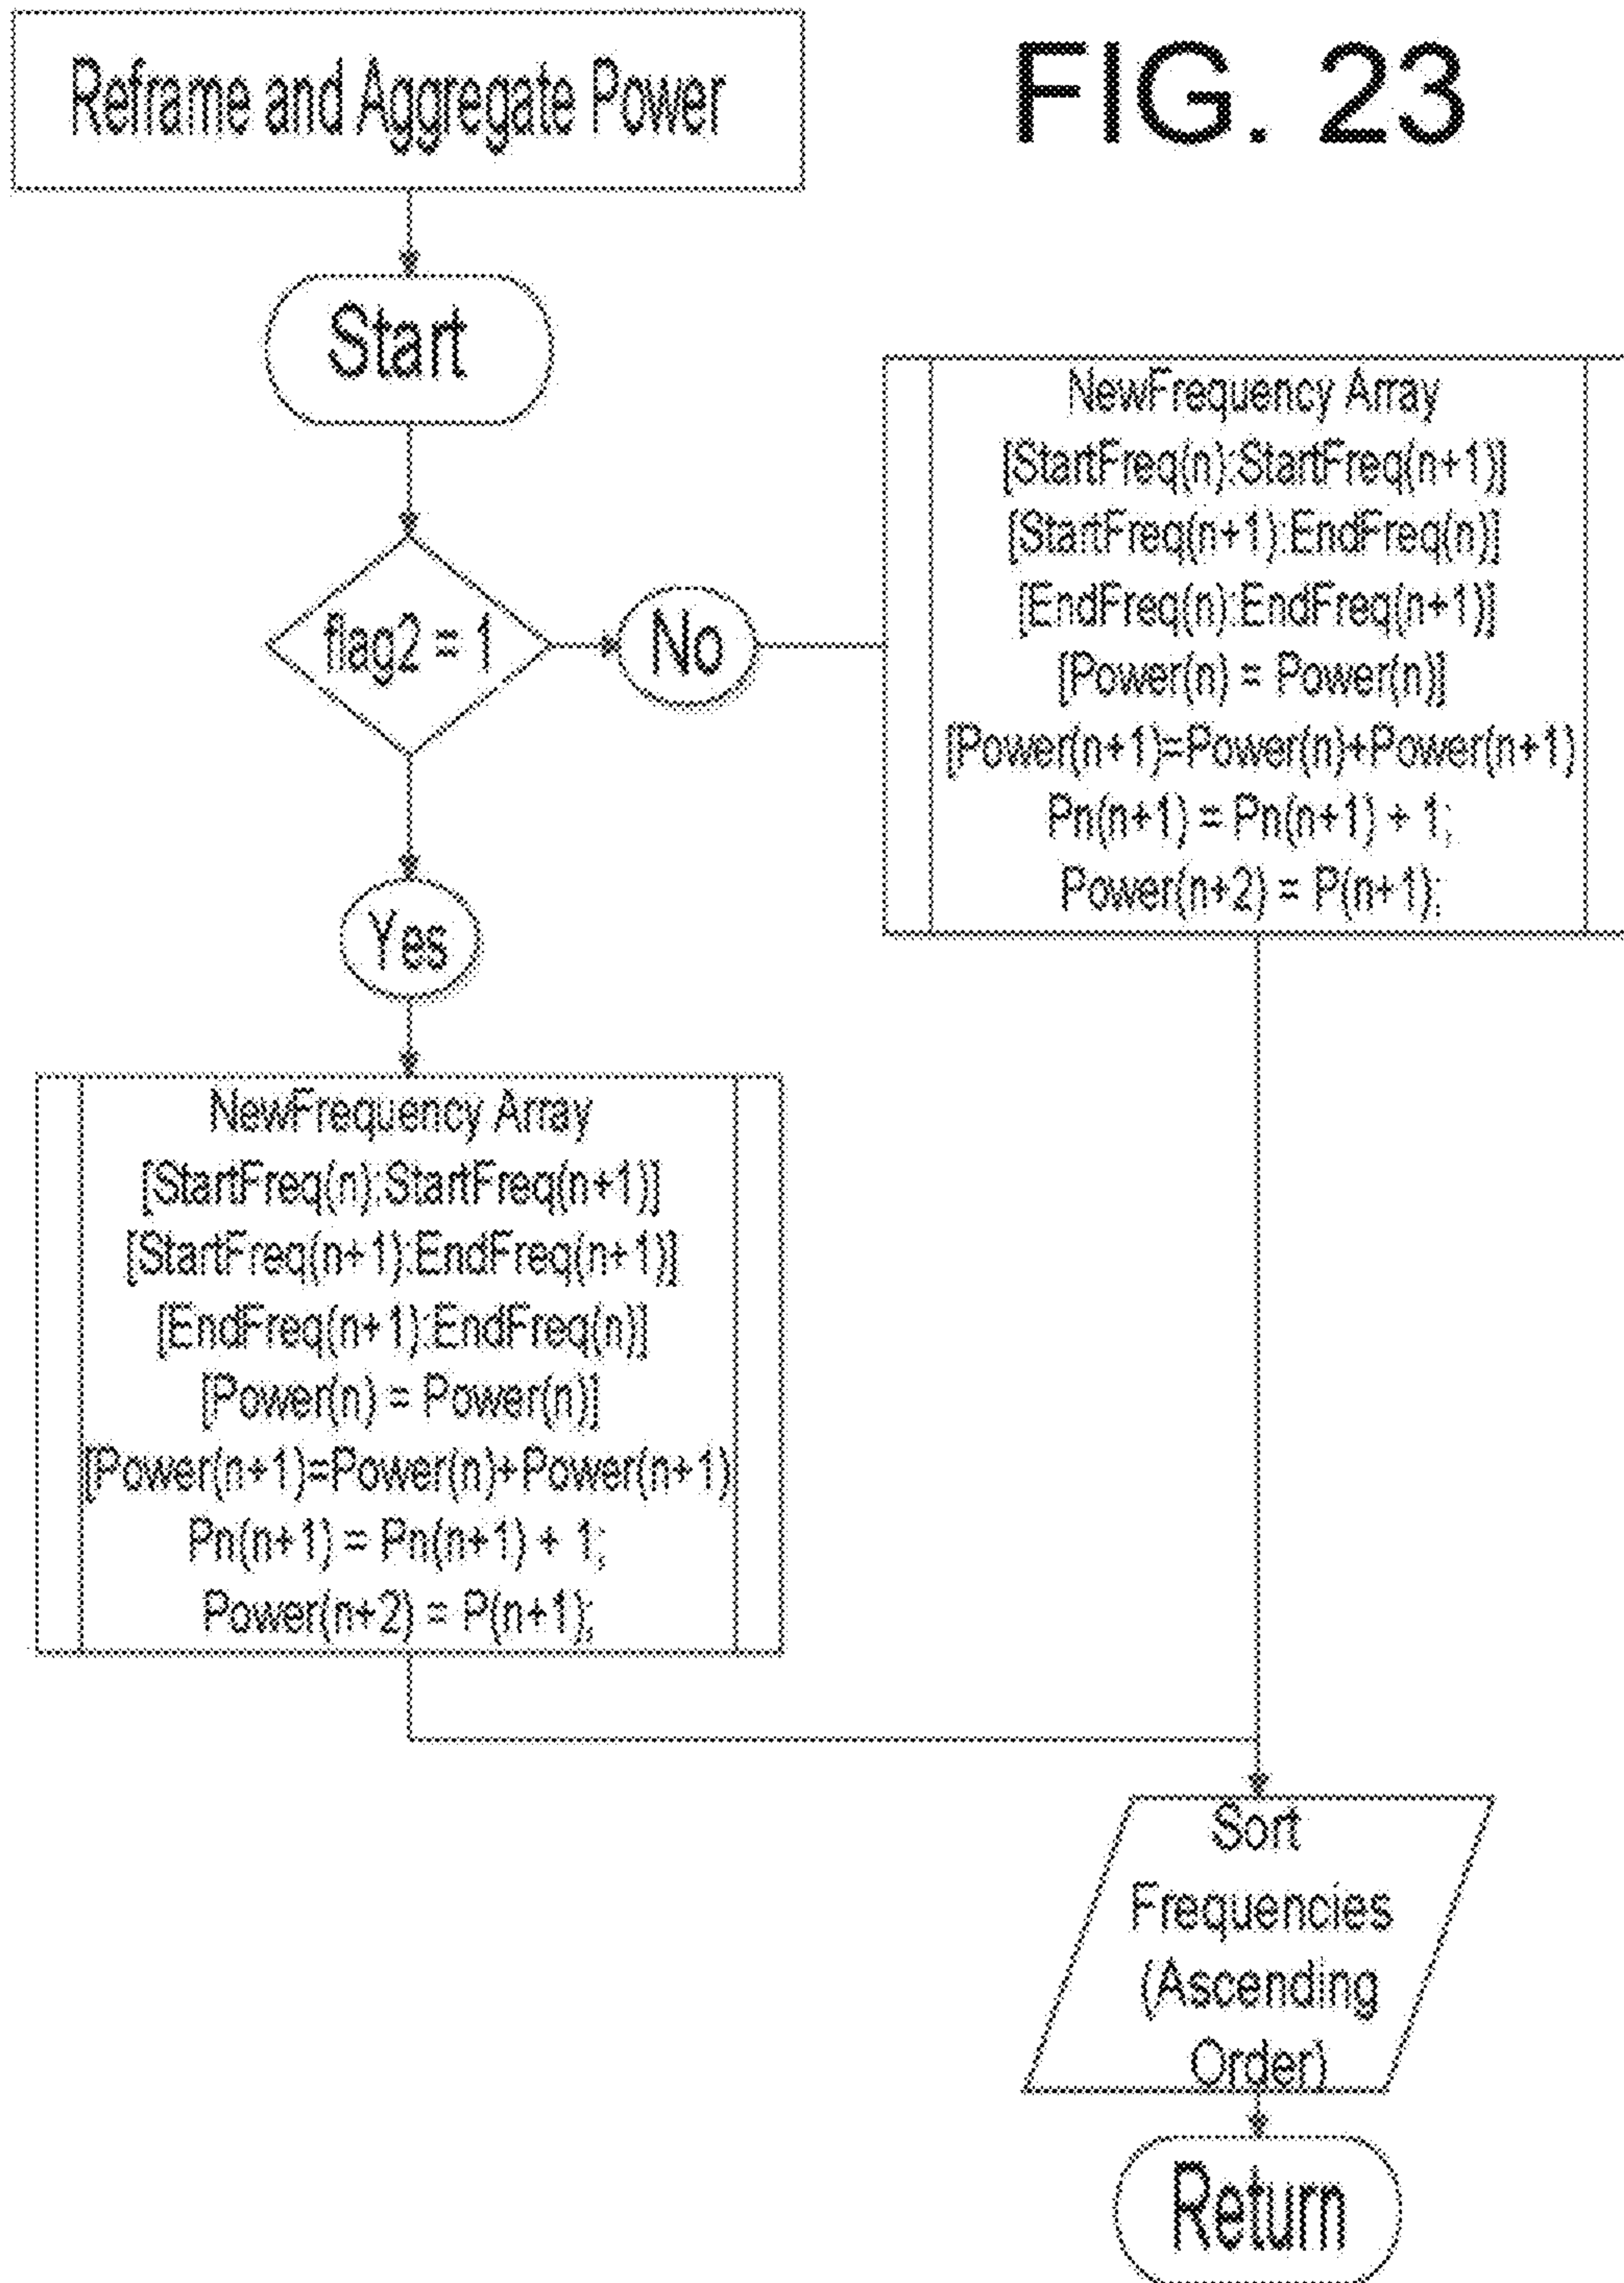 Reframe and Aggregate Power
FIG. 23
Start
flag2 = 1
No
NewFrequency Array
[StartFreq(n):StartFreq(n+1)]
[StartFreq(n+1):EndFreq(n)]
[EndFreq(n):EndFreq(n+1)]
[Power(n) = Power(n)]
[Power(n+1)=Power(n)+Power(n+1)
Pn(n+1) = Pn(n+1) + 1;
Power(n+2) = P(n+1);
Yes
NewFrequency Array
[StartFreq(n):StartFreq(n+1)]
[StartFreq(n+1):EndFreq(n+1)]
[EndFreq(n+1):EndFreq(n)]
[Power(n) = Power(n)]
[Power(n+1)=Power(n)+Power(n+1)
Pn(n+1) = Pn(n+1) + 1;
Power(n+2) = P(n+1);
Sort
Frequencies
(Ascending
Order)
Return